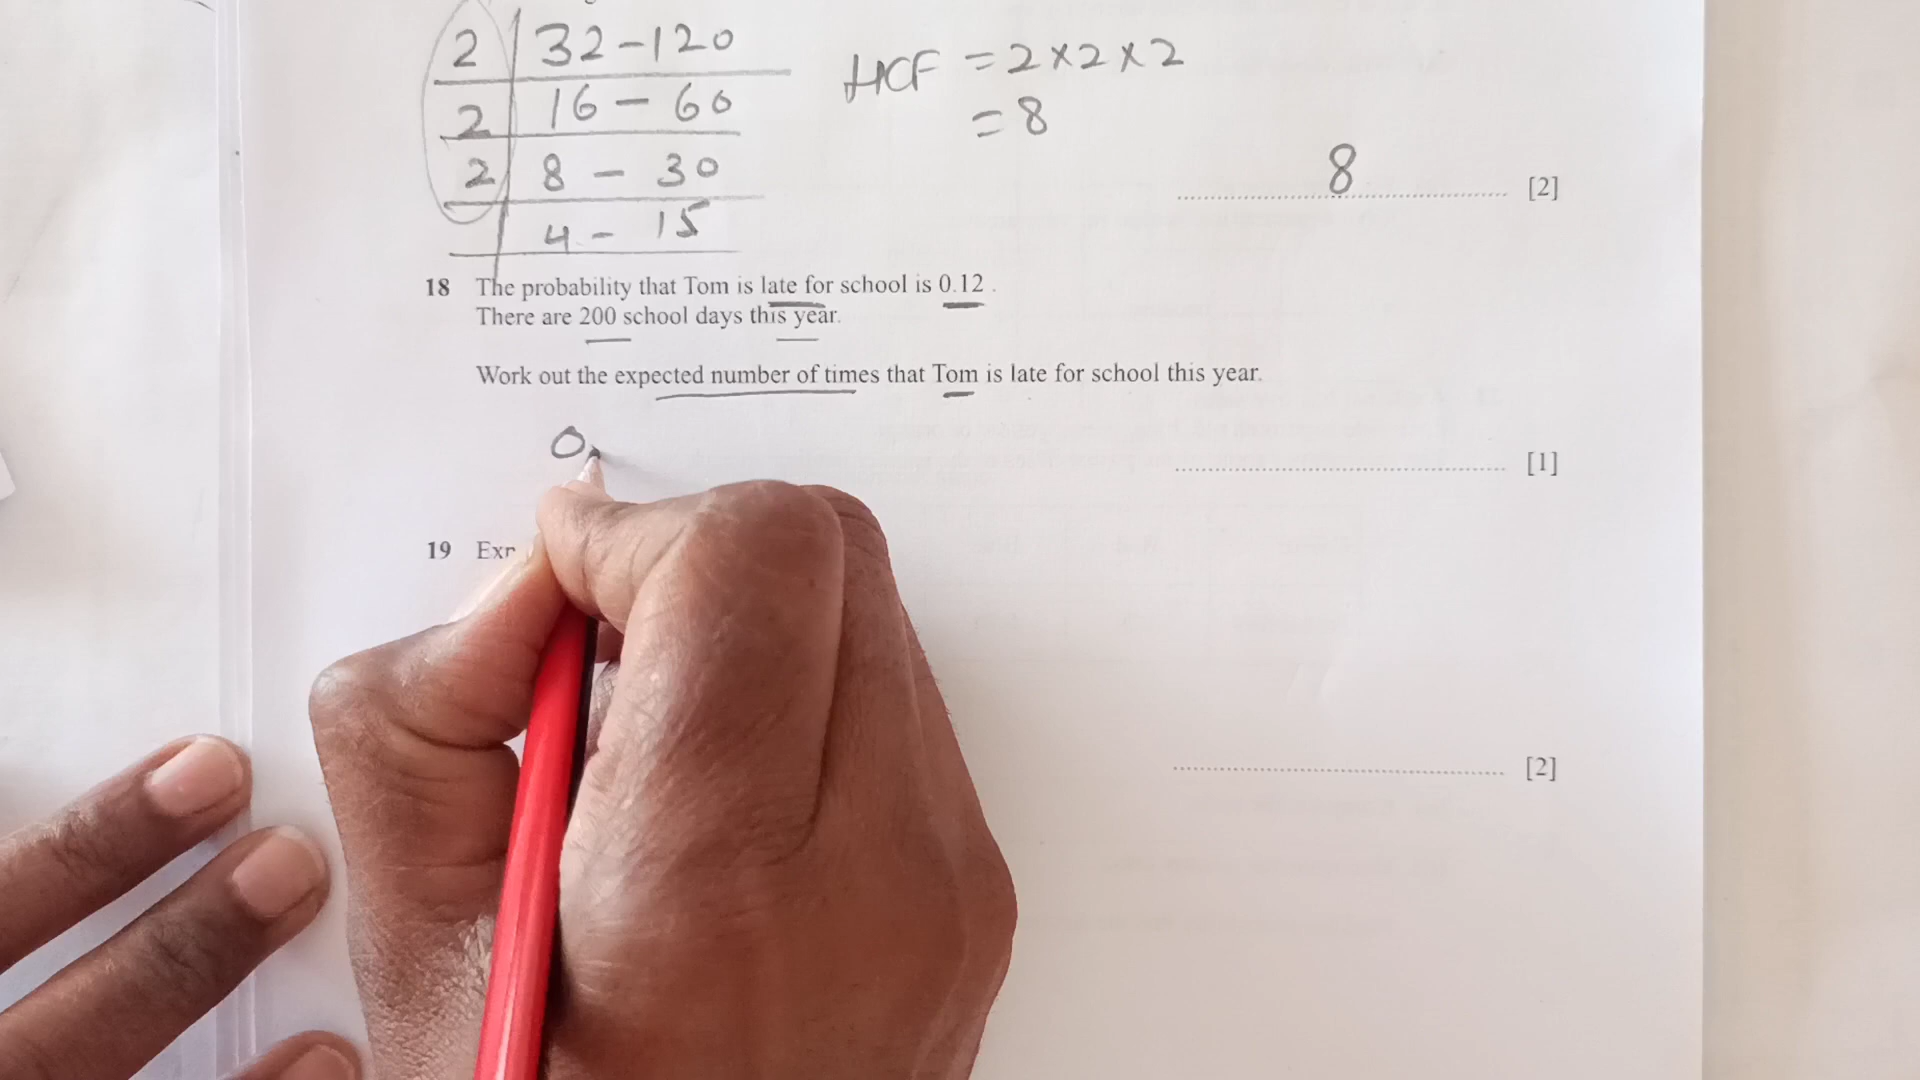 2 | 32 - 120
2 | 16 - 60
2 | 8 - 30
4 - 15
HCF = 2 × 2 × 2
= 8
8 [2]
18 The probability that Tom is late for school is 0.12 .
There are 200 school days this year.
Work out the expected number of times that Tom is late for school this year.
0.
[1]
19
[2]